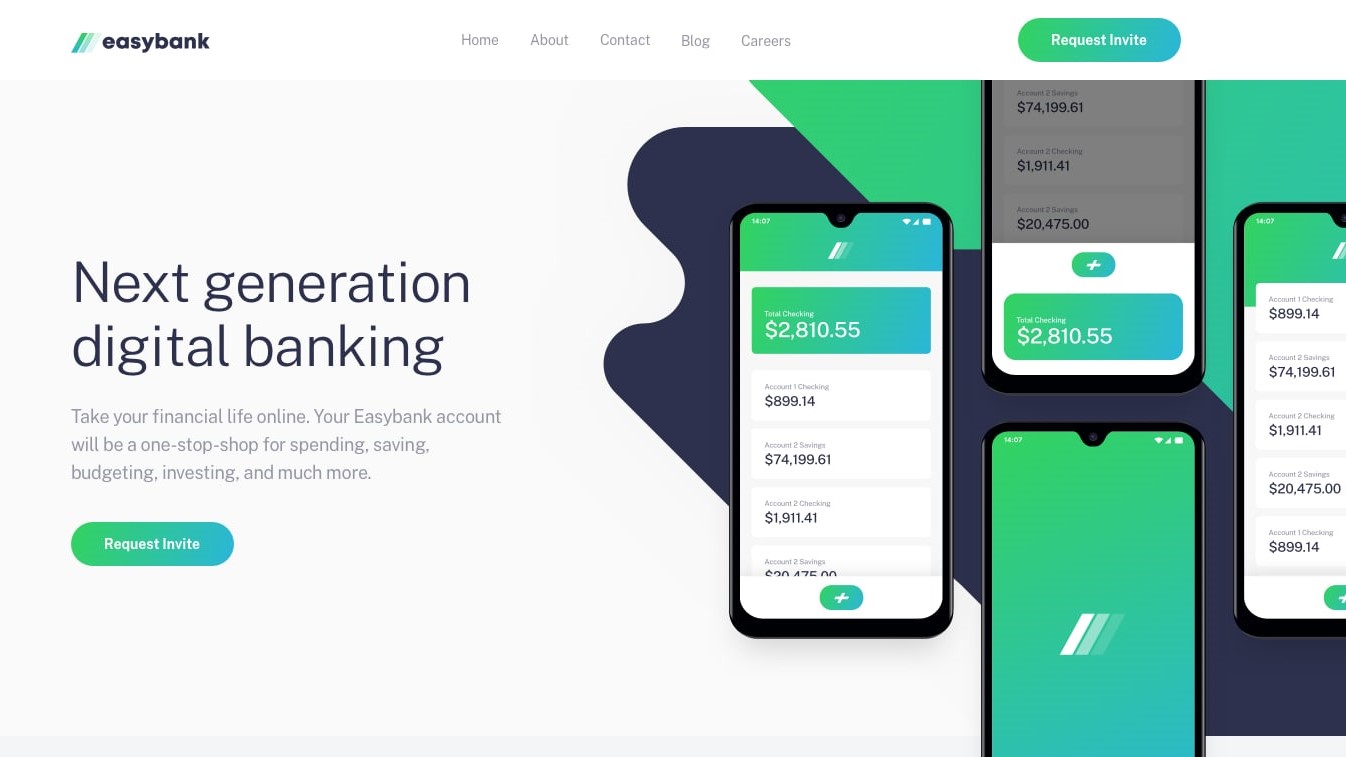 easybank
Home
About
Contact
Blog
Careers
Request Invite
Next generation
digital banking
Take your financial life online. Your Easybank account
will be a one-stop-shop for spending, saving,
budgeting, investing, and much more.
Request Invite
14:07
Total Checking
$2,810.55
Account 1 Checking
$899.14
Account 2 Savings
$74,199.61
Account 2 Checking
$1,911.41
Account 2 Savings
$20,475.00
Account 2 Savings
$74,199.61
Account 2 Checking
$1,911.41
Account 2 Savings
$20,475.00
Total Checking
$2,810.55
14:07
14:07
Account 1 Checking
$899.14
Account 2 Savings
$74,199.61
Account 2 Checking
$1,911.41
Account 2 Savings
$20,475.00
Account 1 Checking
$899.14